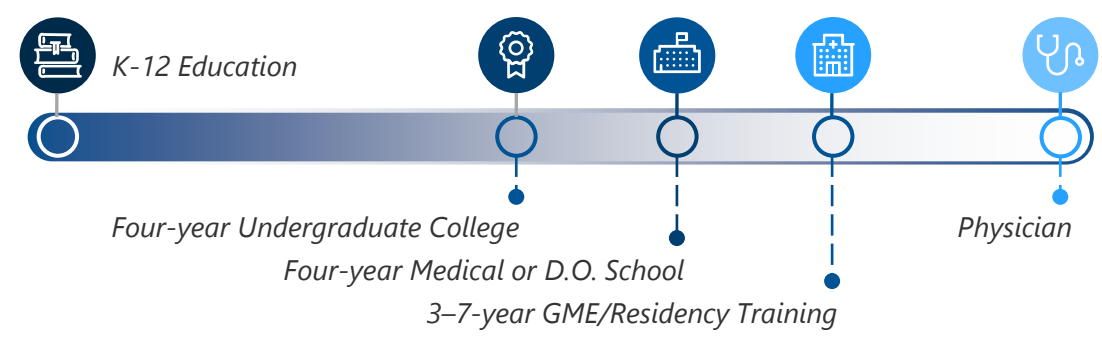 K-12 Education
Four-year Undergraduate College
Physician
Four-year Medical or D.O. School
3–7-year GME/Residency Training